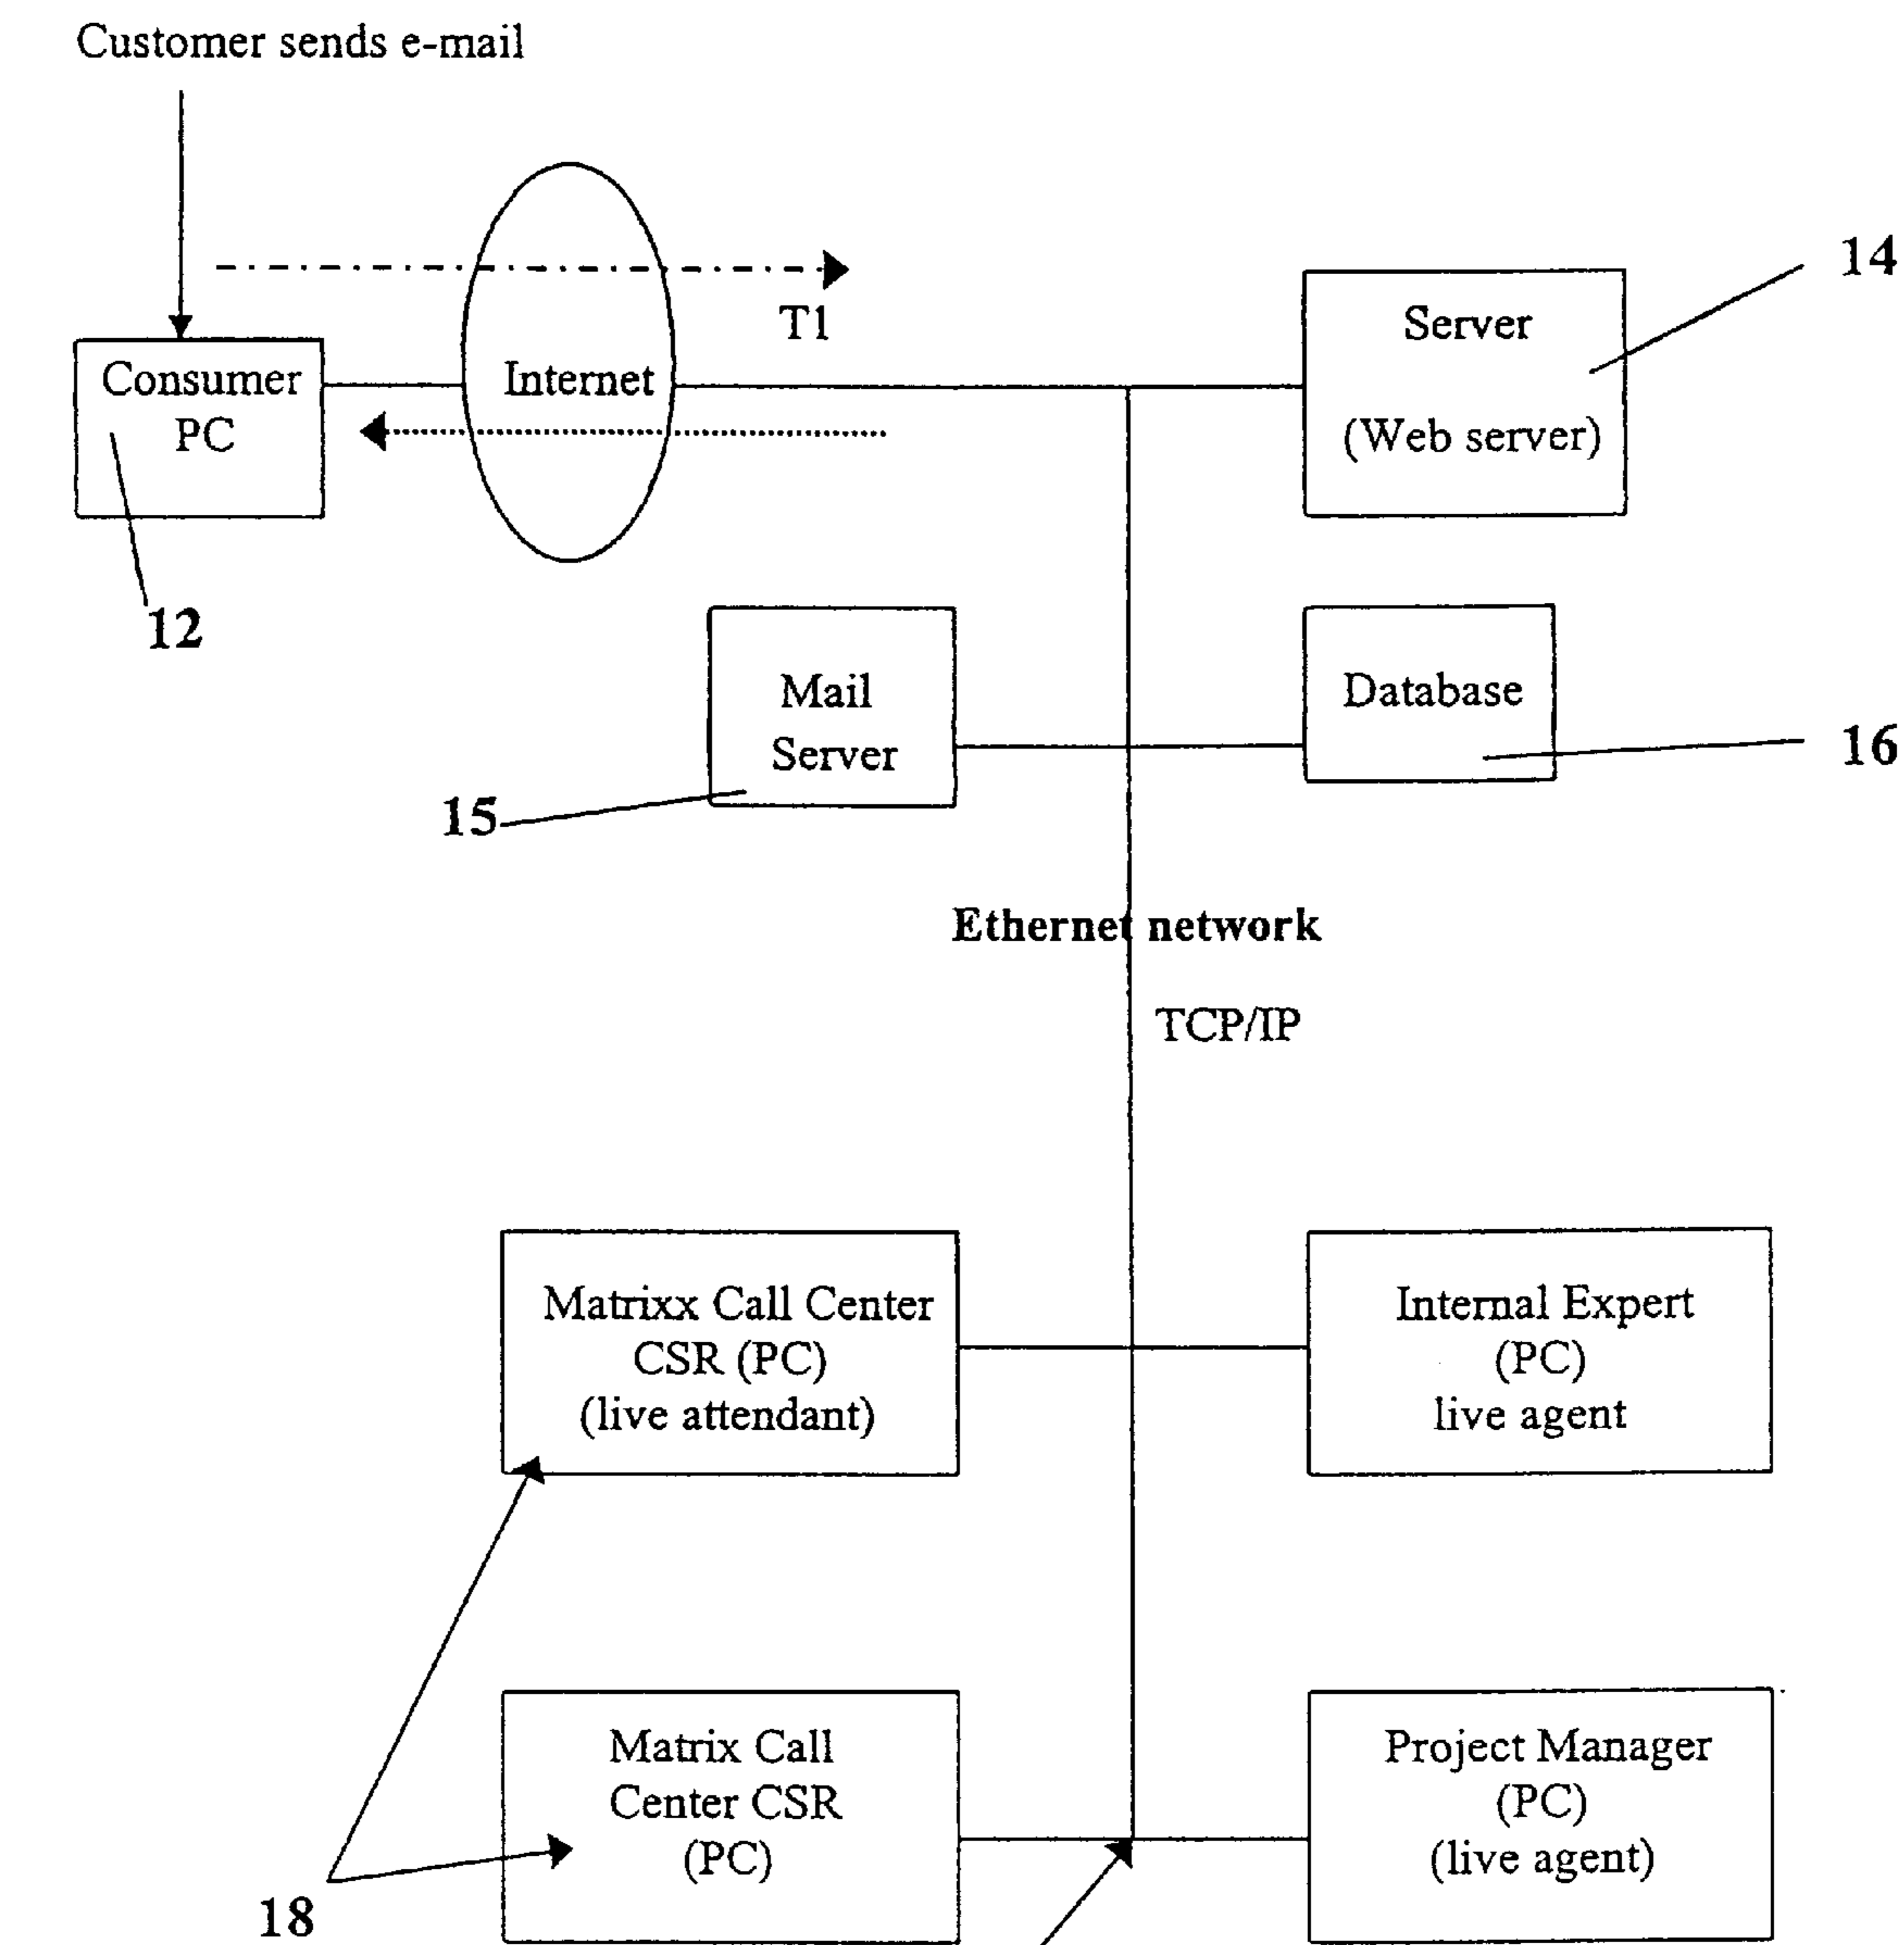 Customer sends e-mail
14
T1
Server
(Web server)
Consumer
PC
Internet
12
Mail
Server
Database
16
15
Ethernet network
TCP/IP
Matrixx Call Center
CSR (PC)
(live attendant)
Internal Expert
(PC)
live agent
Matrix Call
Center CSR
(PC)
Project Manager
(PC)
(live agent)
18